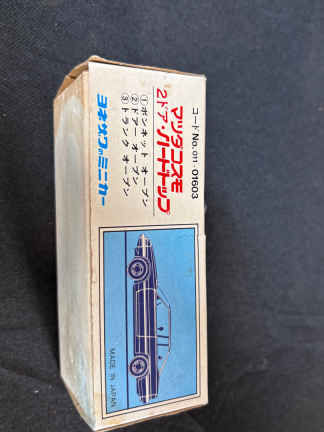 コードNo. 011-01603
マツダコスモ
2ドア・ハードトップ
①ボンネット オープン
②ドアー オープン
③トランク オープン
ヨネザワのミニカー
MADE IN JAPAN